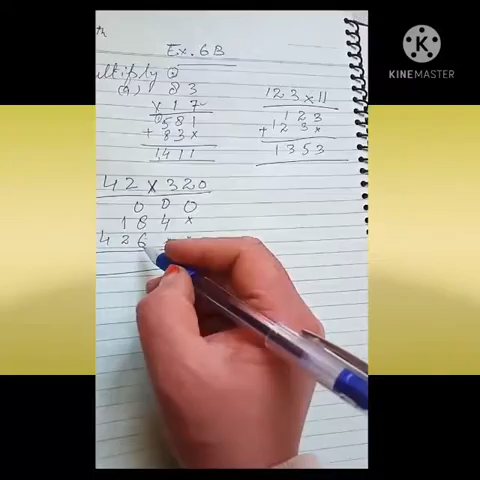 th
Ex. 6B
ultiply
(a) 83
x 17
581
+ 83x
1411
123 x 11
123
+ 123x
1353
42 x 320
000
184x
426
K
KINEMASTER